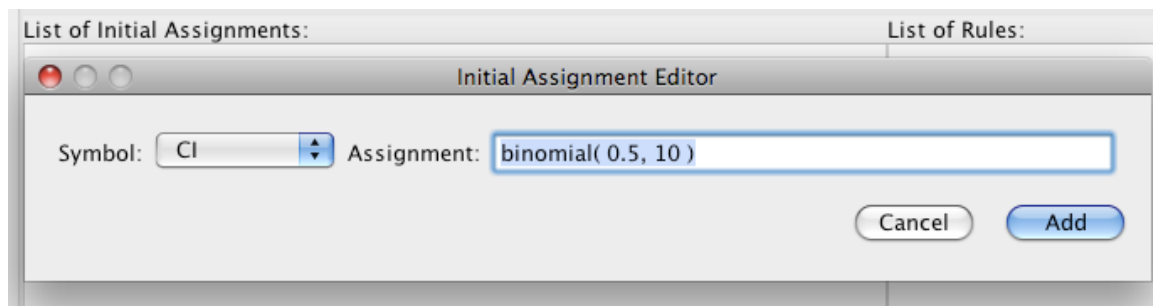 List of Initial Assignments: List of Rules:
Initial Assignment Editor
Symbol: CI Assignment: binomial( 0.5, 10 )
Cancel Add